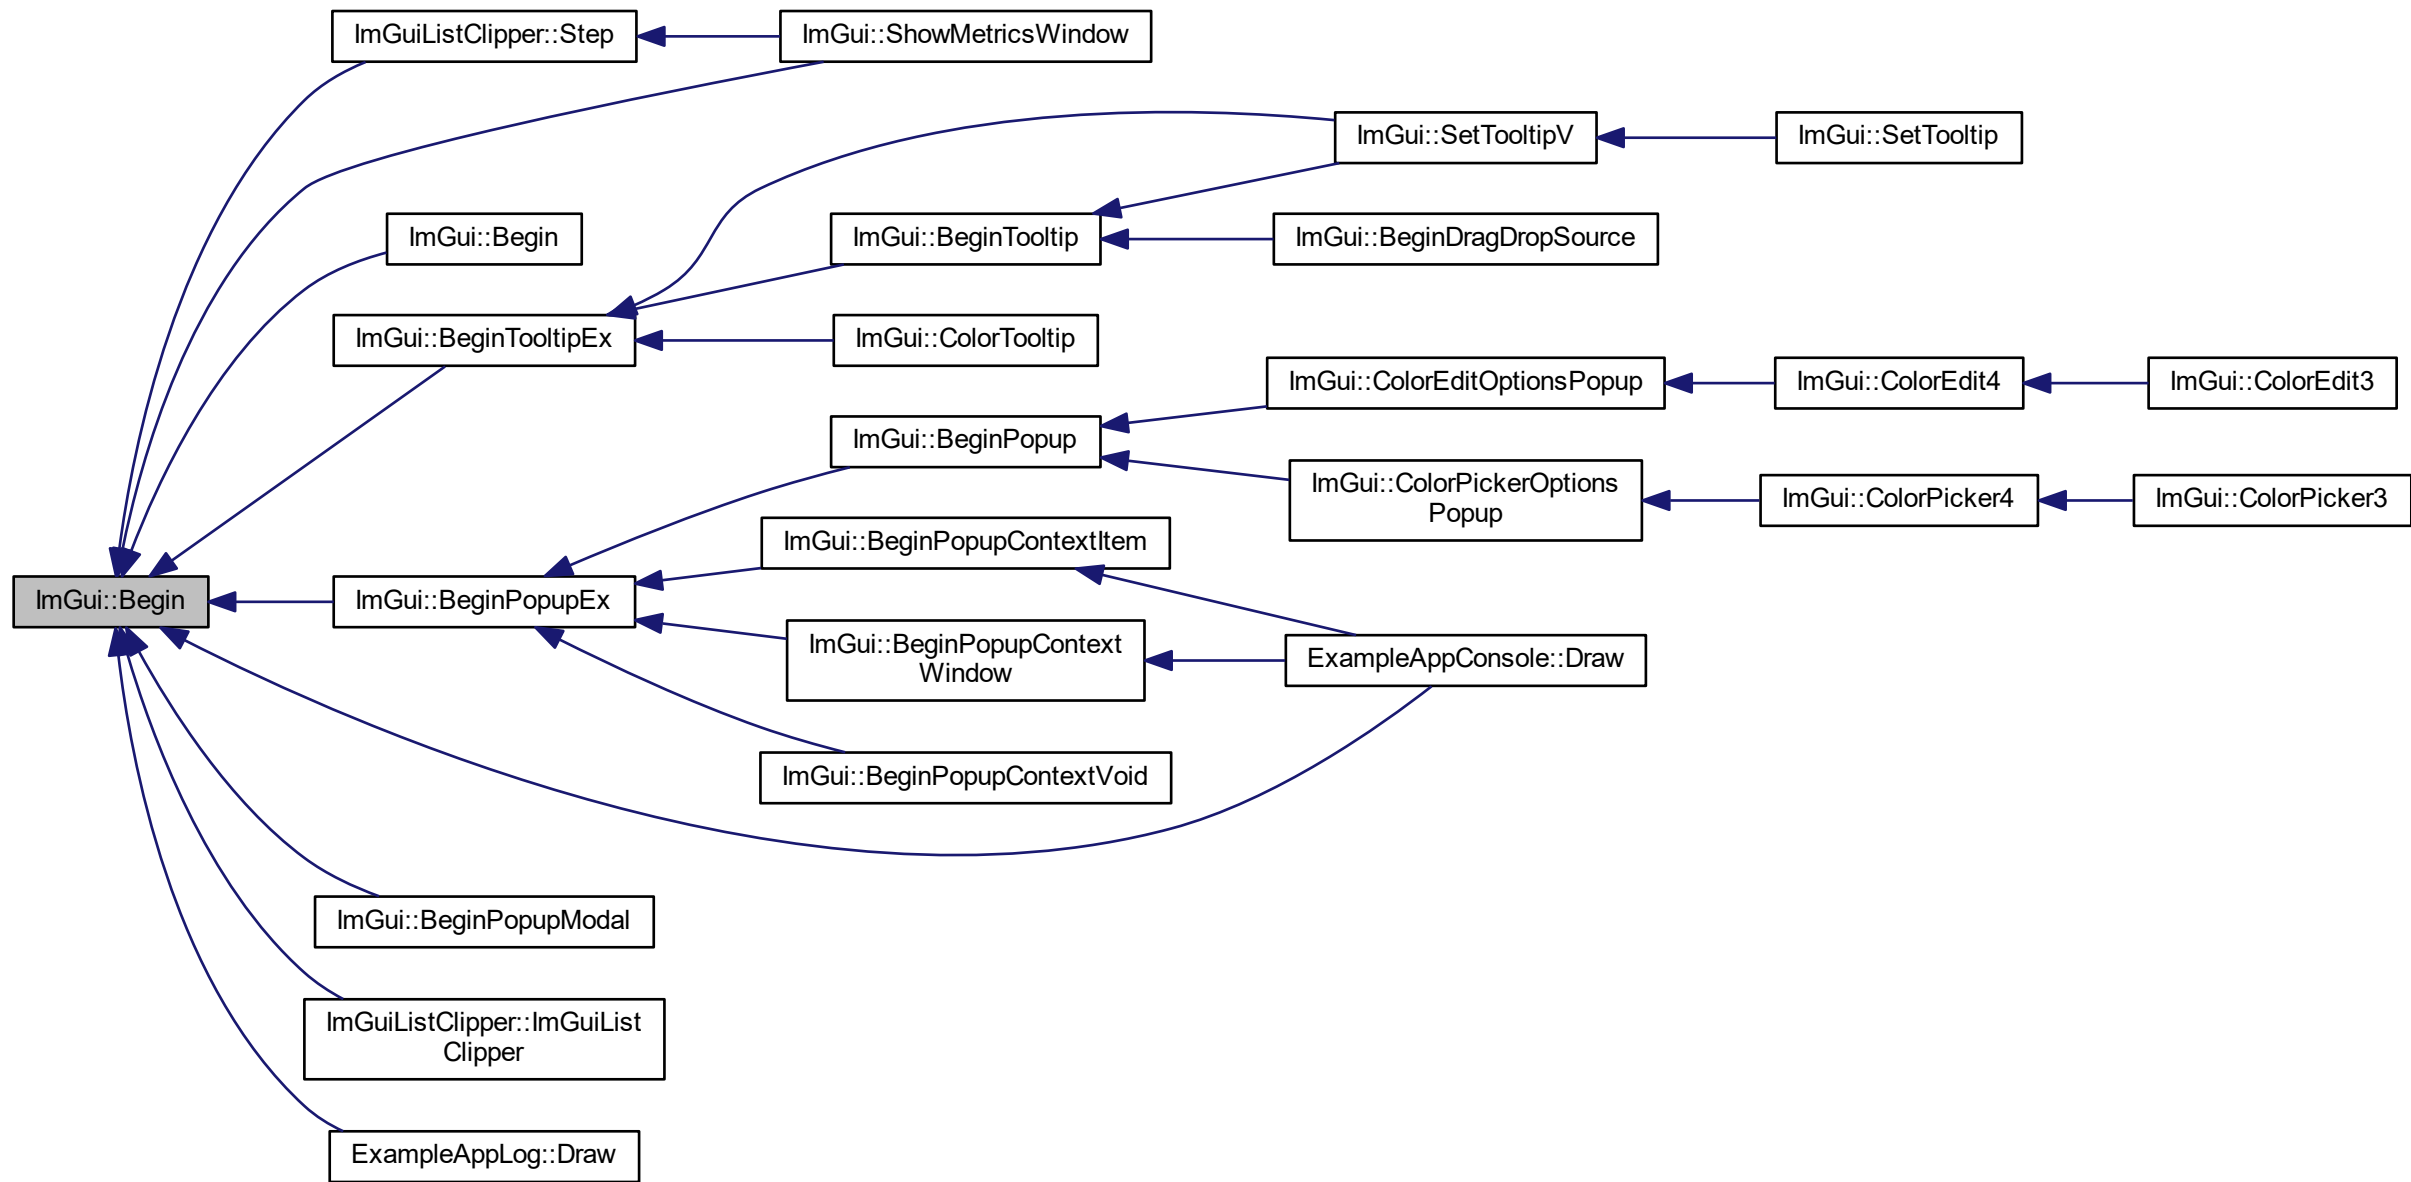 ImGuiListClipper::Step
ImGui::ShowMetricsWindow
ImGui::SetTooltipV
ImGui::SetTooltip
ImGui::Begin
ImGui::BeginTooltip
ImGui::BeginDragDropSource
ImGui::BeginTooltipEx
ImGui::ColorTooltip
ImGui::ColorEditOptionsPopup
ImGui::ColorEdit4
ImGui::ColorEdit3
ImGui::BeginPopup
ImGui::ColorPickerOptions
Popup
ImGui::ColorPicker4
ImGui::ColorPicker3
ImGui::BeginPopupContextItem
ImGui::Begin
ImGui::BeginPopupEx
ImGui::BeginPopupContext
Window
ExampleAppConsole::Draw
ImGui::BeginPopupContextVoid
ImGui::BeginPopupModal
ImGuiListClipper::ImGuiList
Clipper
ExampleAppLog::Draw